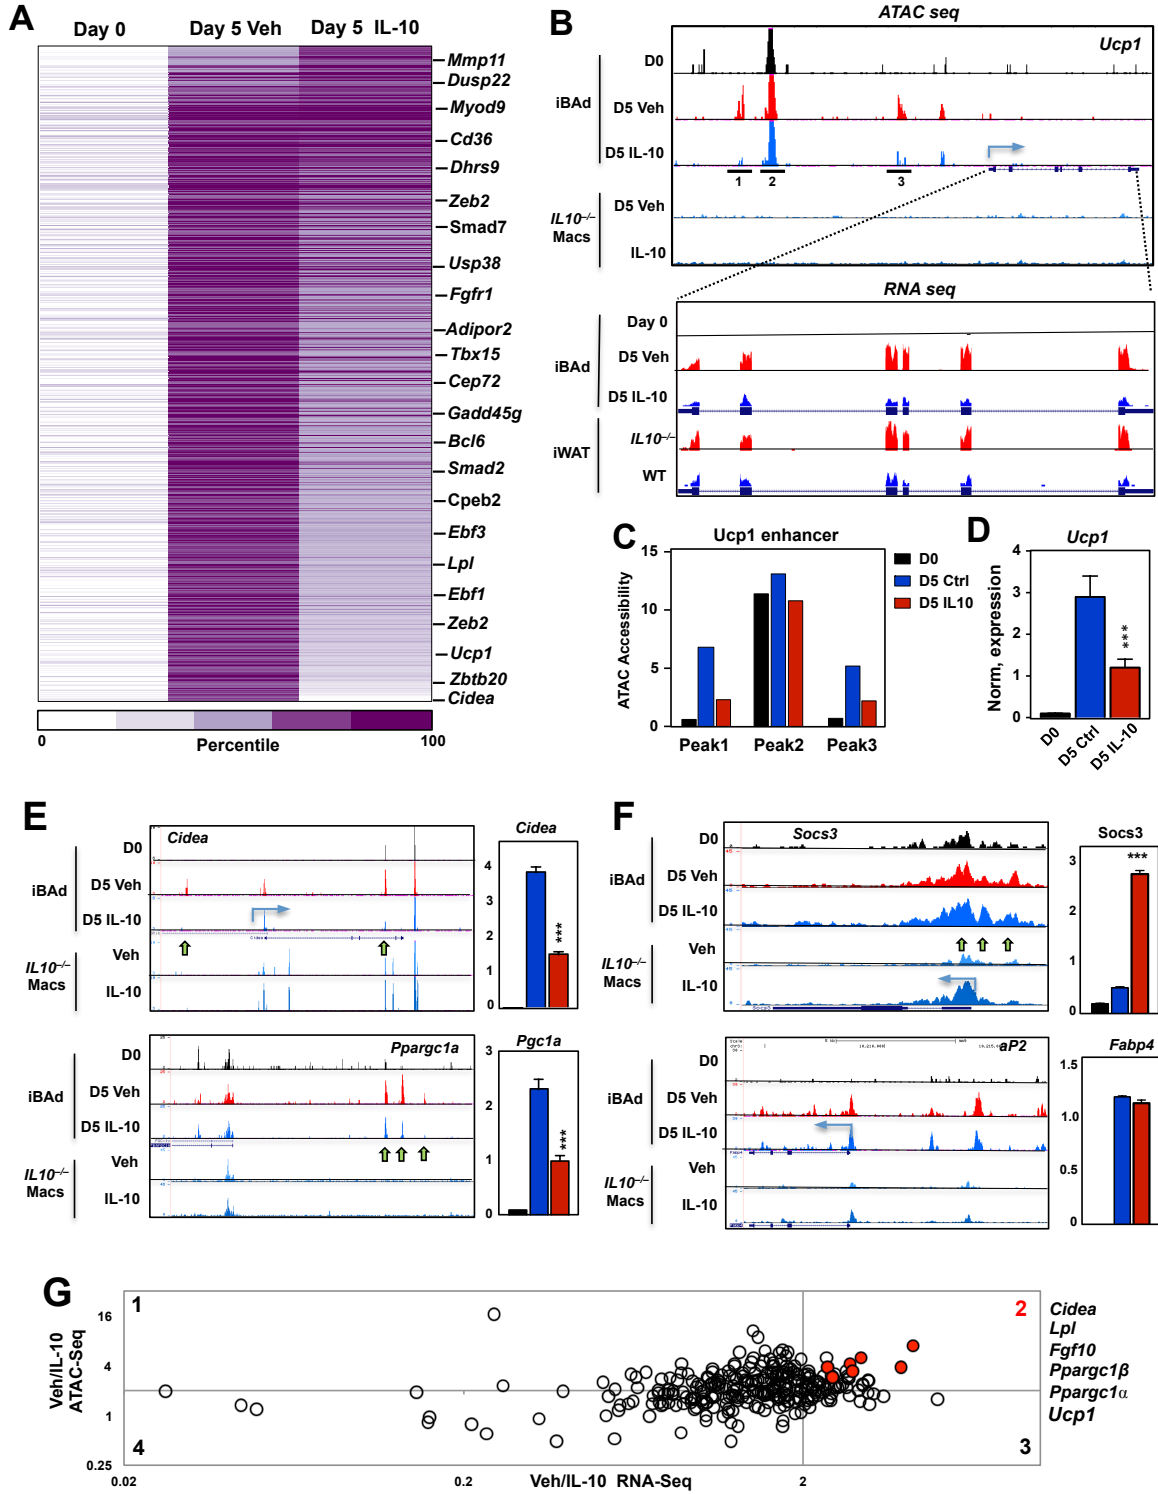 A
Day 0
Day 5 Veh
Day 5 IL-10
Mmp11
Dusp22
Myod9
Cd36
Dhrs9
Zeb2
Smad7
Usp38
Fgfr1
Adipor2
Tbx15
Cep72
Gadd45g
Bcl6
Smad2
Cpeb2
Ebf3
Lpl
Ebf1
Zeb2
Ucp1
Zbtb20
Cidea
0
Percentile
100
B
ATAC seq
Ucp1
iBAd
D0
D5 Veh
D5 IL-10
1
2
3
IL10–/–
Macs
D5 Veh
IL-10
RNA seq
iBAd
Day 0
D5 Veh
D5 IL-10
iWAT
IL10–/–
WT
C
Ucp1 enhancer
ATAC Accessibility
15
10
5
0
Peak1
Peak2
Peak3
D0
D5 Ctrl
D5 IL10
D
Ucp1
Norm, expression
4
3
2
1
0
***
D0
D5 Ctrl
D5 IL-10
E
Cidea
iBAd
D0
D5 Veh
D5 IL-10
IL10–/–
Macs
Veh
IL-10
Cidea
4
3
2
1
0
***
Ppargc1a
iBAd
D0
D5 Veh
D5 IL-10
IL10–/–
Macs
Veh
IL-10
Pgc1a
3
2
1
0
***
F
Socs3
iBAd
D0
D5 Veh
D5 IL-10
IL10–/–
Macs
Veh
IL-10
Socs3
3
2
1
0
***
aP2
iBAd
D0
D5 Veh
D5 IL-10
IL10–/–
Macs
Veh
IL-10
Fabp4
1.5
1.0
0.5
0
G
Veh/IL-10
ATAC-Seq
16
4
1
0.25
1
2
3
4
0.02
0.2
2
Veh/IL-10 RNA-Seq
Cidea
Lpl
Fgf10
Ppargc1β
Ppargc1α
Ucp1